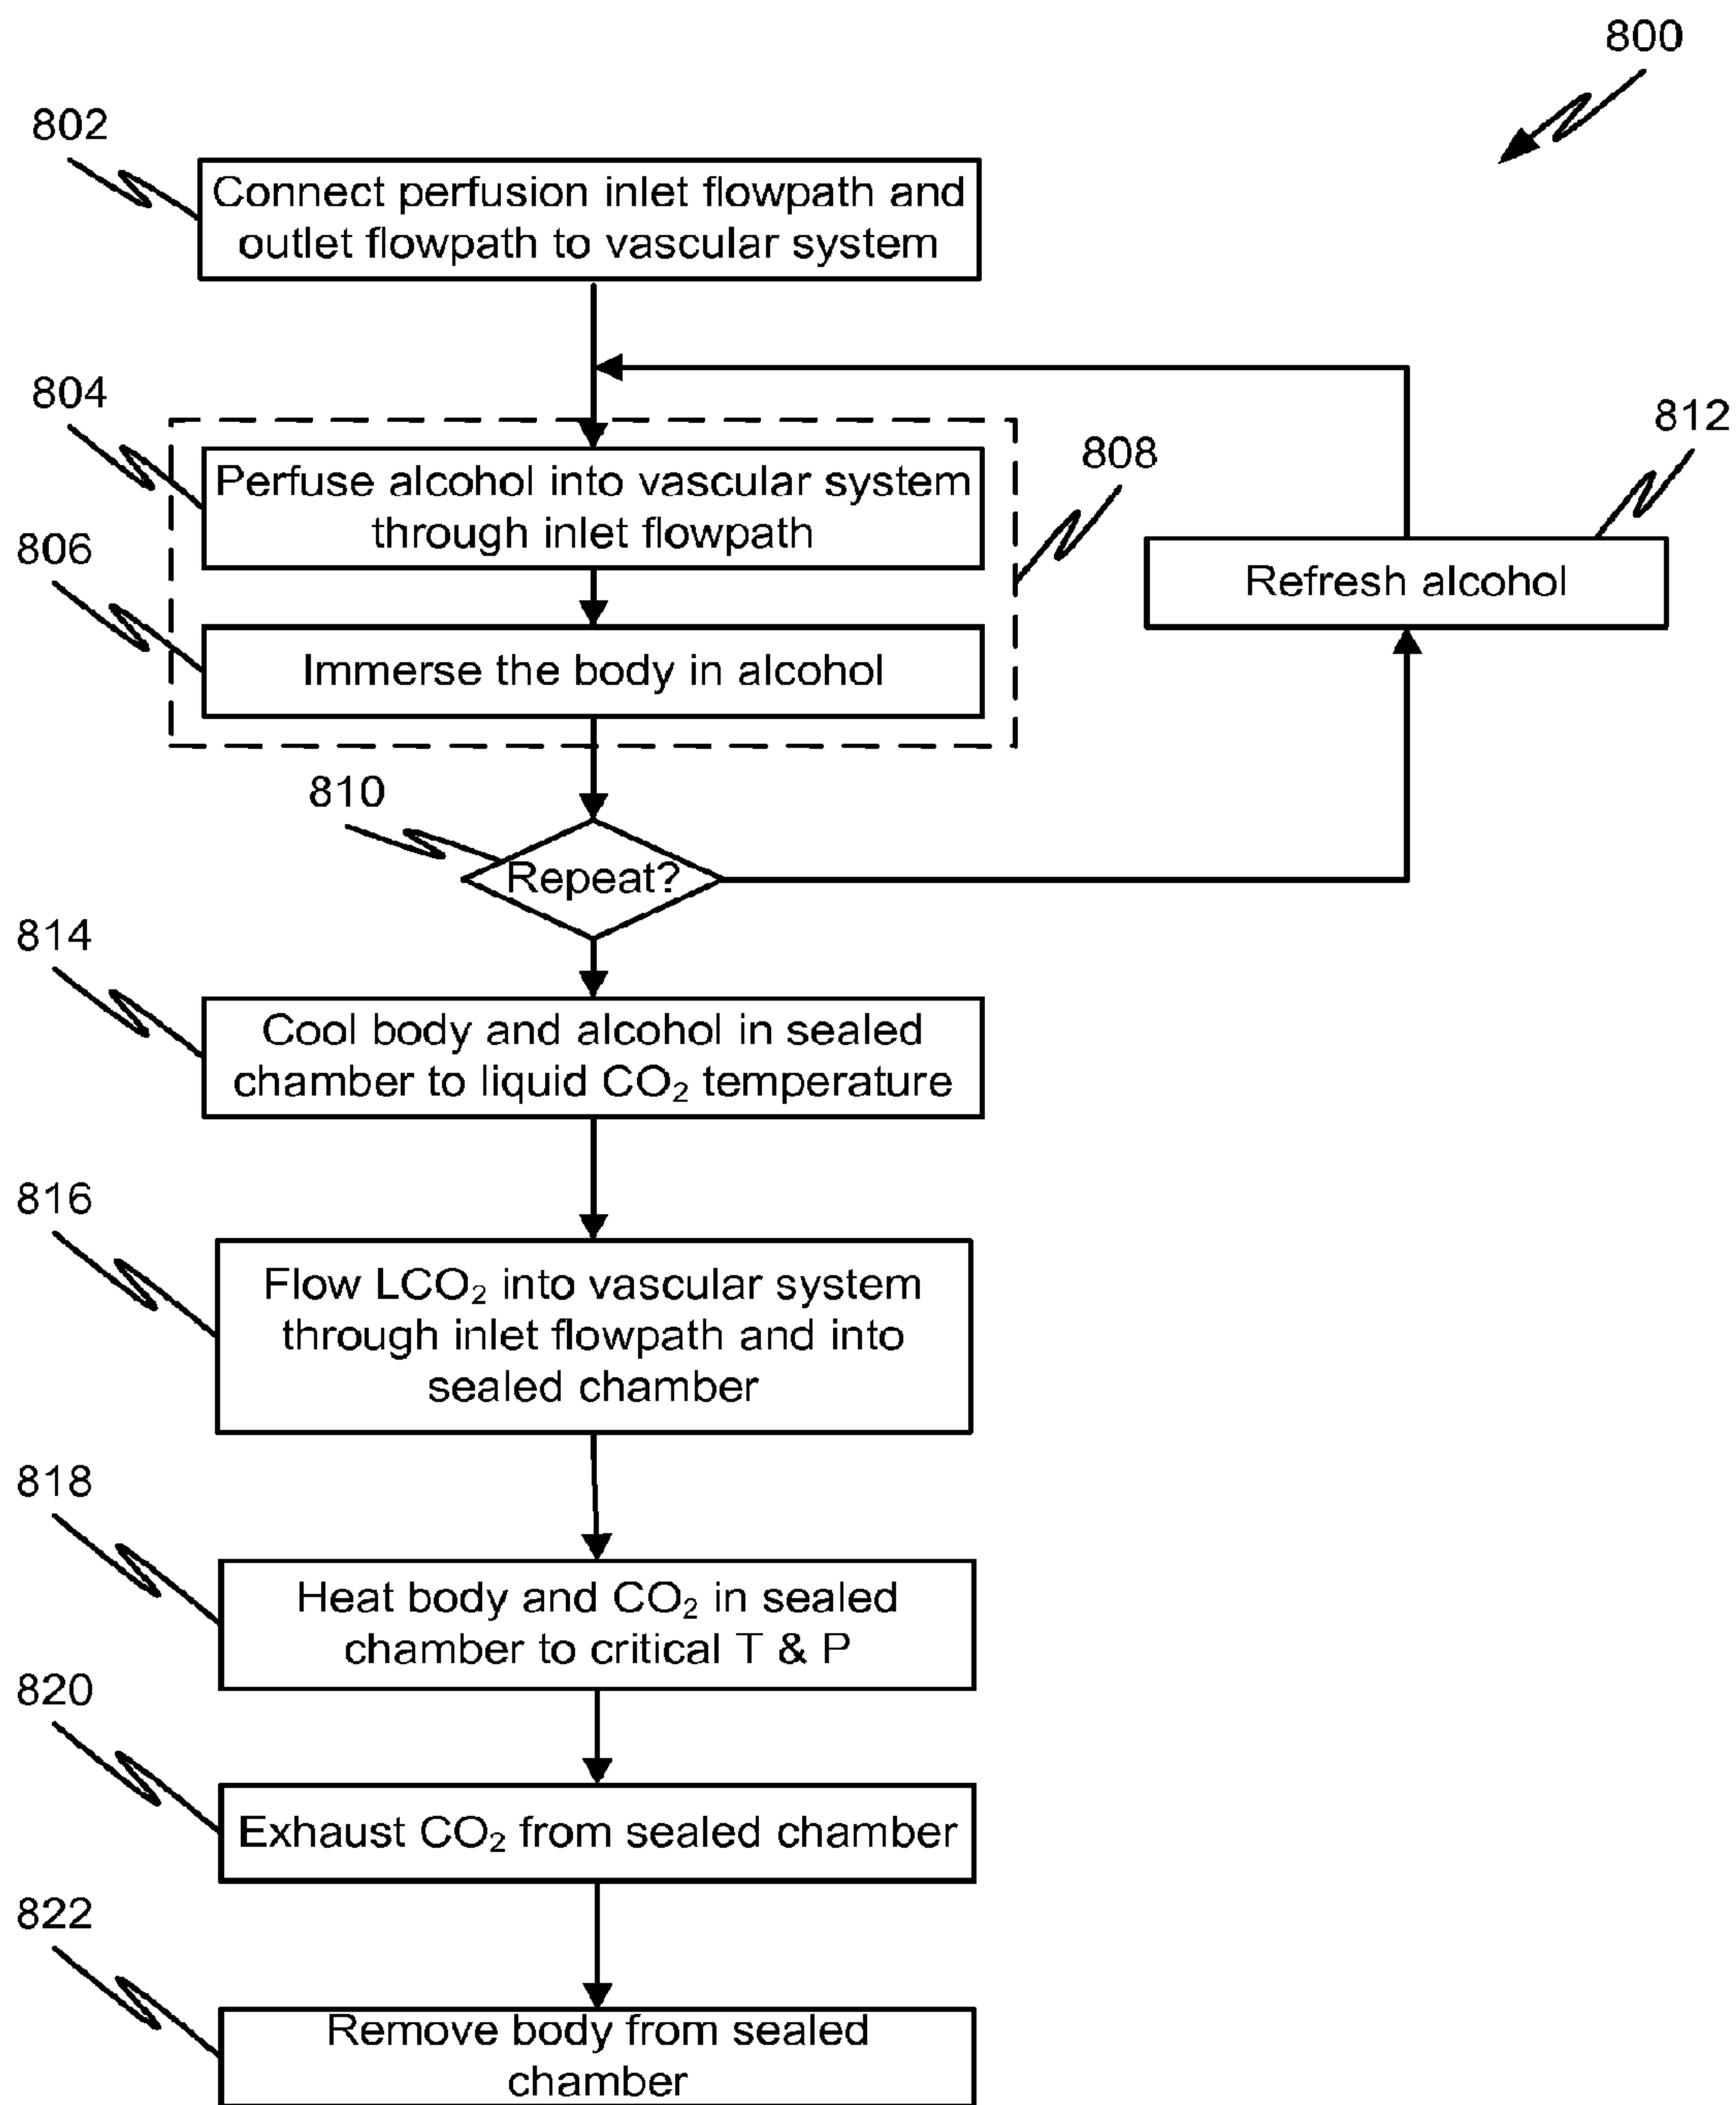 800
802
Connect perfusion inlet flowpath and
outlet flowpath to vascular system
804
Perfuse alcohol into vascular system
through inlet flowpath
808
812
Refresh alcohol
806
Immerse the body in alcohol
810
Repeat?
814
Cool body and alcohol in sealed
chamber to liquid CO₂ temperature
816
Flow LCO₂ into vascular system
through inlet flowpath and into
sealed chamber
818
Heat body and CO₂ in sealed
chamber to critical T & P
820
Exhaust CO₂ from sealed chamber
822
Remove body from sealed
chamber